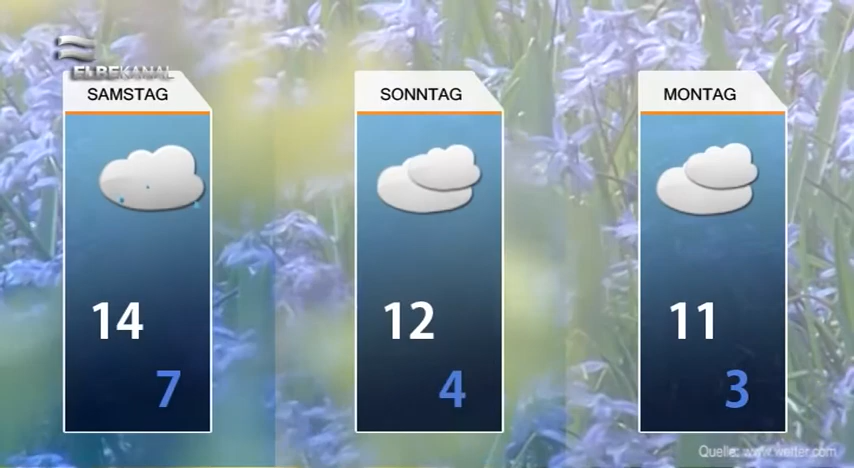 ELBEKANAL
SAMSTAG
SONNTAG
MONTAG
14
12
11
7
4
3
Quelle: www.wetter.com